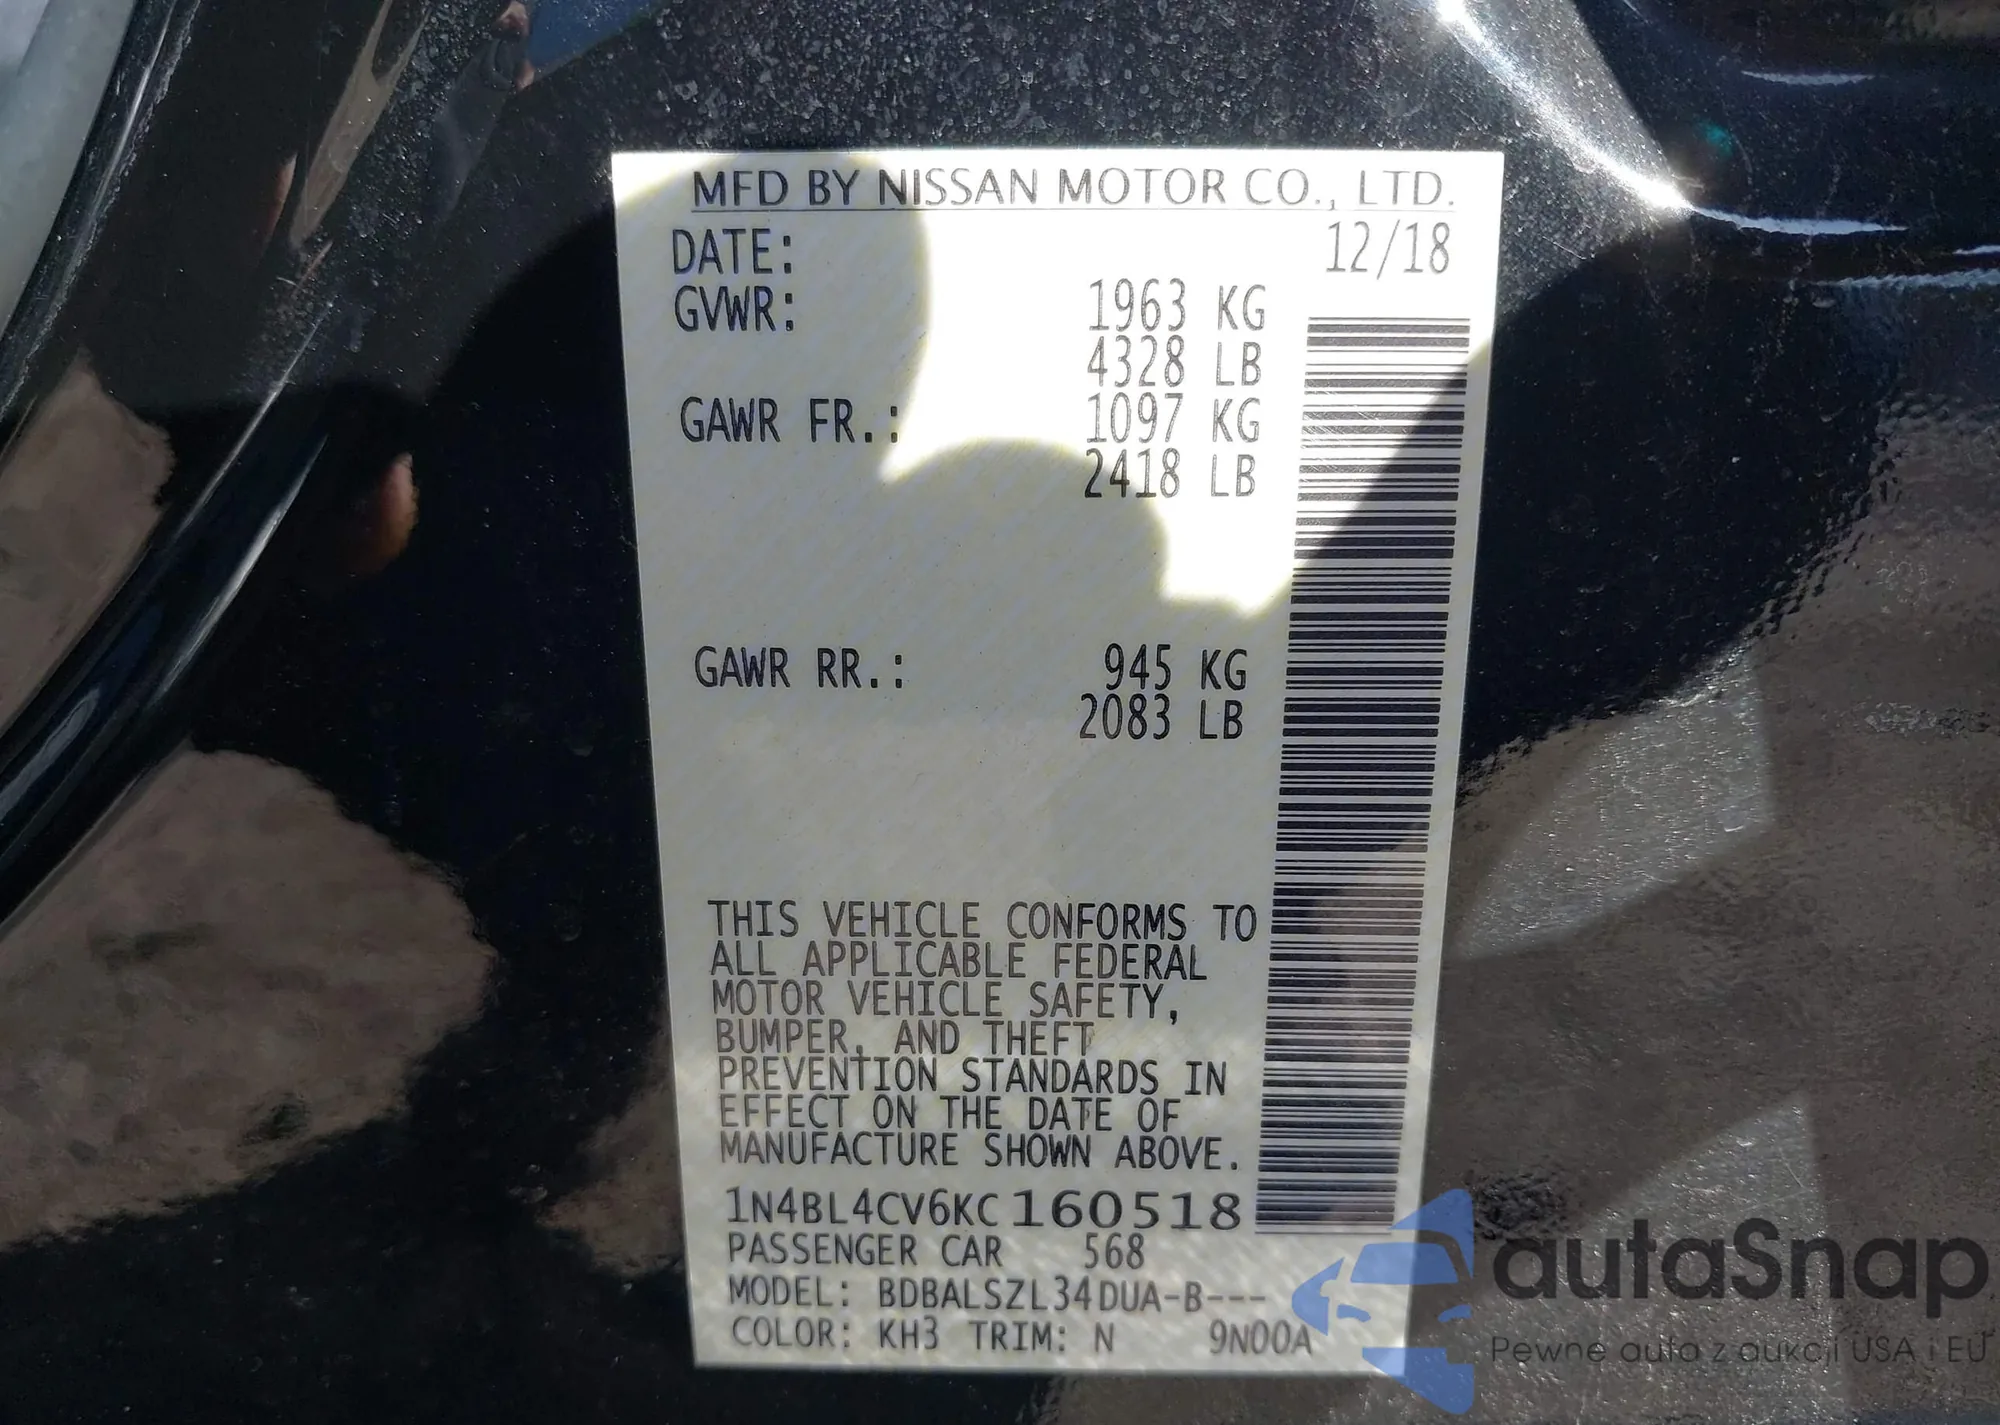 MFD BY NISSAN MOTOR CO., LTD.
DATE: 12/18
GVWR: 1963 KG
4328 LB
GAWR FR.: 1097 KG
2418 LB
GAWR RR.: 945 KG
2083 LB
THIS VEHICLE CONFORMS TO
ALL APPLICABLE FEDERAL
MOTOR VEHICLE SAFETY,
BUMPER, AND THEFT
PREVENTION STANDARDS IN
EFFECT ON THE DATE OF
MANUFACTURE SHOWN ABOVE.
1N4BL4CV6KC160518
PASSENGER CAR 568
MODEL: BDBALSZL34DUA-B---
COLOR: KH3 TRIM: N 9N00A
autaSnap
Pewne auta z aukcji USA i EU